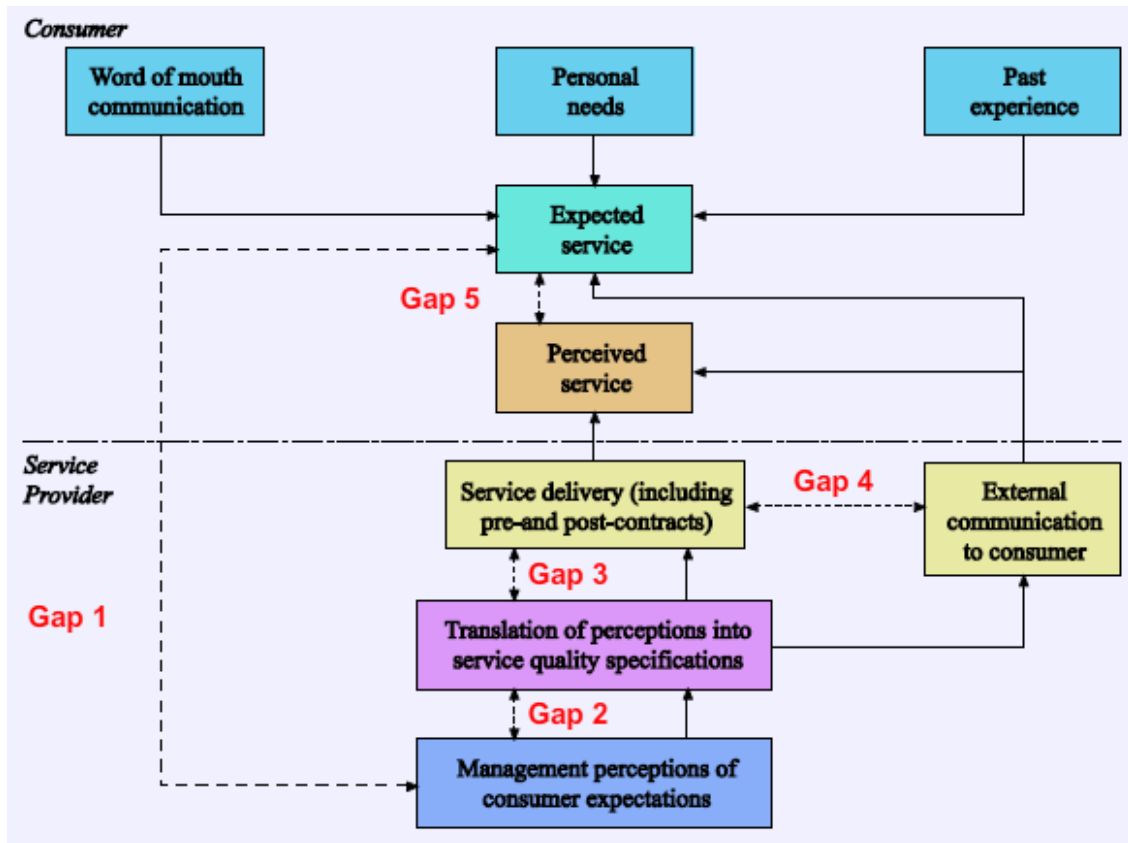 Consumer
Word of mouth
communication
Personal
needs
Past
experience
Expected
service
Gap 5
Perceived
service
Service
Provider
Service delivery (including
pre-and post-contracts)
Gap 4
External
communication
to consumer
Gap 3
Gap 1
Translation of perceptions into
service quality specifications
Gap 2
Management perceptions of
consumer expectations